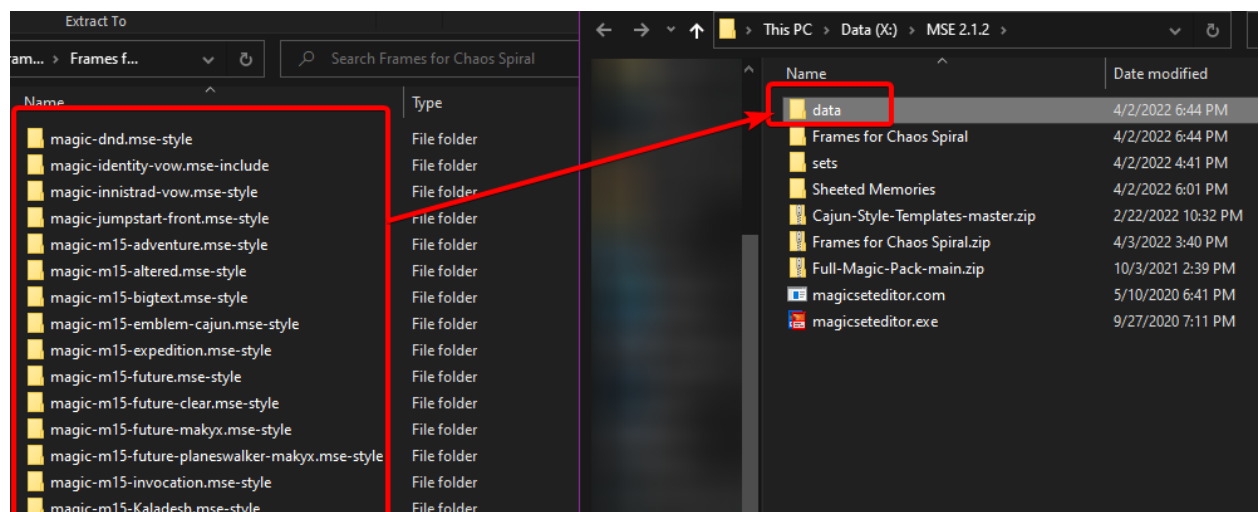 Extract To
ram... > Frames f...
Search Frames for Chaos Spiral
Name
Type
magic-dnd.mse-style File folder
magic-identity-vow.mse-include File folder
magic-innistrad-vow.mse-style File folder
magic-jumpstart-front.mse-style File folder
magic-m15-adventure.mse-style File folder
magic-m15-altered.mse-style File folder
magic-m15-bigtext.mse-style File folder
magic-m15-emblem-cajun.mse-style File folder
magic-m15-expedition.mse-style File folder
magic-m15-future.mse-style File folder
magic-m15-future-clear.mse-style File folder
magic-m15-future-makyx.mse-style File folder
magic-m15-future-planeswalker-makyx.mse-style File folder
magic-m15-invocation.mse-style File folder
magic-m15-Kaladesh.mse-style File folder
This PC > Data (X:) > MSE 2.1.2 >
Name Date modified
data 4/2/2022 6:44 PM
Frames for Chaos Spiral 4/2/2022 6:44 PM
sets 4/2/2022 4:41 PM
Sheeted Memories 4/2/2022 6:01 PM
Cajun-Style-Templates-master.zip 2/22/2022 10:32 PM
Frames for Chaos Spiral.zip 4/3/2022 3:40 PM
Full-Magic-Pack-main.zip 10/3/2021 2:39 PM
magicseteditor.com 5/10/2020 6:41 PM
magicseteditor.exe 9/27/2020 7:11 PM